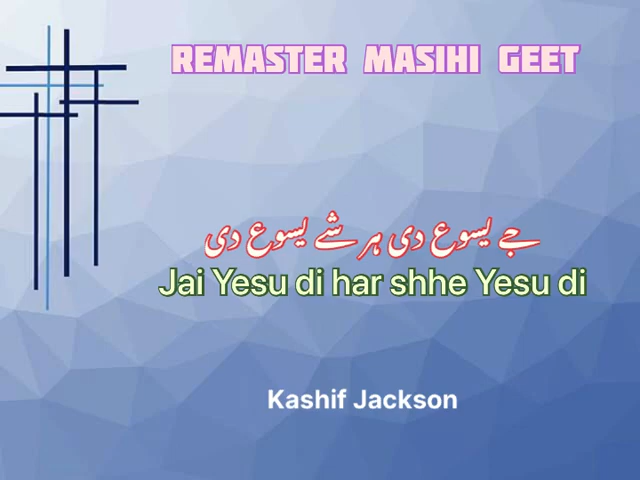 REMASTER MASIHI GEET
جے یسوع دی ہر شے یسوع دی
Jai Yesu di har shhe Yesu di
Kashif Jackson